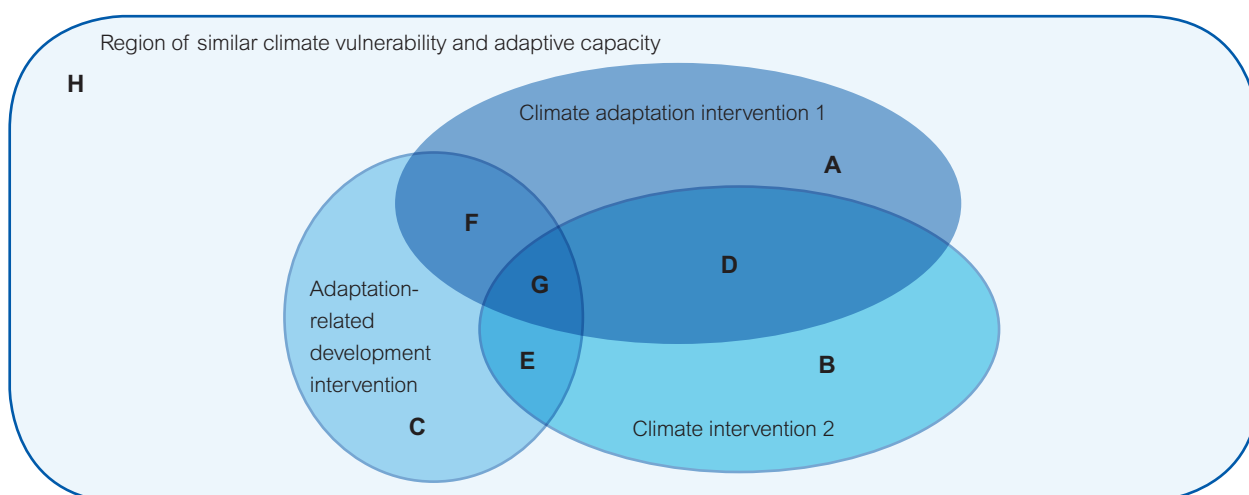 Region of similar climate vulnerability and adaptive capacity
H
Climate adaptation intervention 1
A
F
D
G
Adaptation-
related
development
intervention
E
B
C
Climate intervention 2